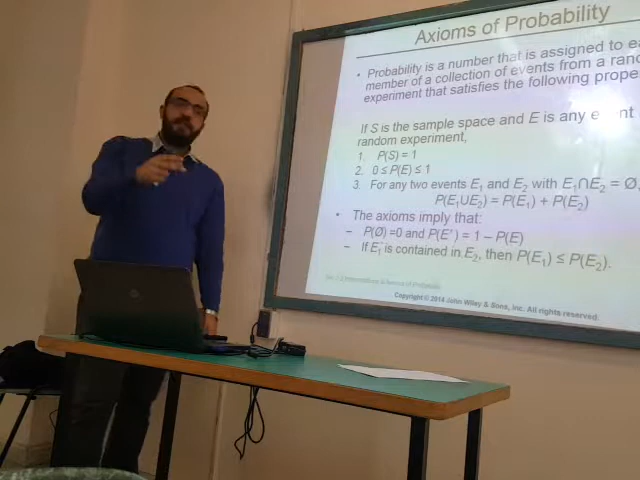 Axioms of Probability
• Probability is a number that is assigned to
member of a collection of events from a
experiment that satisfies the following
If S is the sample space and E is any
random experiment,
1. P(S) = 1
2. 0 ≤ P(E) ≤ 1
3. For any two events E1 and E2 with E1∩E2 = Ø,
P(E1∪E2) = P(E1) + P(E2)
• The axioms imply that:
– P(Ø) =0 and P(E') = 1 – P(E)
– If E1 is contained in E2, then P(E1) ≤ P(E2).
Copyright © 2014 John Wiley & Sons, Inc. All rights reserved.